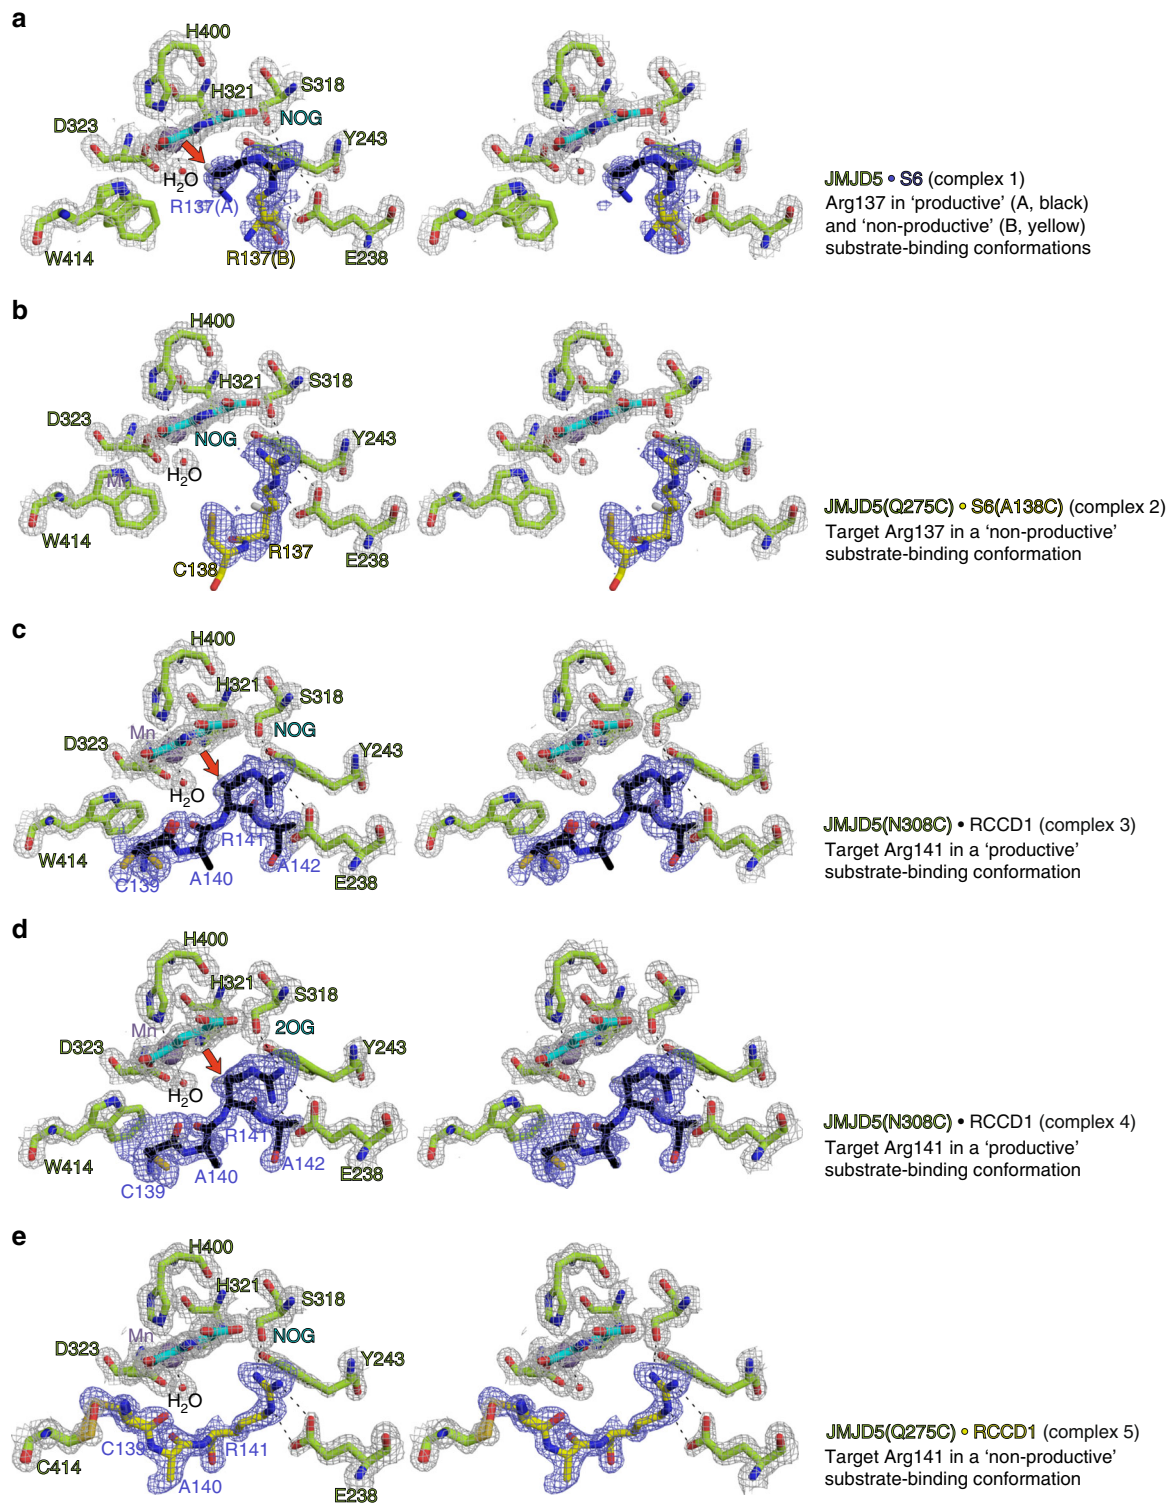 a
H400
H321
S318
NOG
D323
Y243
H2O
R137(A)
W414
R137(B)
E238
JMJD5 • S6 (complex 1)
Arg137 in ‘productive’ (A, black)
and ‘non-productive’ (B, yellow)
substrate-binding conformations
b
H400
H321
S318
D323
NOG
Y243
H2O
W414
R137
C138
E238
JMJD5(Q275C) • S6(A138C) (complex 2)
Target Arg137 in a ‘non-productive’
substrate-binding conformation
c
H400
H321
S318
Mn
NOG
D323
Y243
H2O
R141
W414
A142
A140
C139
E238
JMJD5(N308C) • RCCD1 (complex 3)
Target Arg141 in a ‘productive’
substrate-binding conformation
d
H400
H321
S318
Mn
2OG
D323
Y243
H2O
R141
W414
A142
A140
C139
E238
JMJD5(N308C) • RCCD1 (complex 4)
Target Arg141 in a ‘productive’
substrate-binding conformation
e
H400
H321
S318
Mn
NOG
D323
Y243
H2O
C139
R141
C414
A140
E238
JMJD5(Q275C) • RCCD1 (complex 5)
Target Arg141 in a ‘non-productive’
substrate-binding conformation